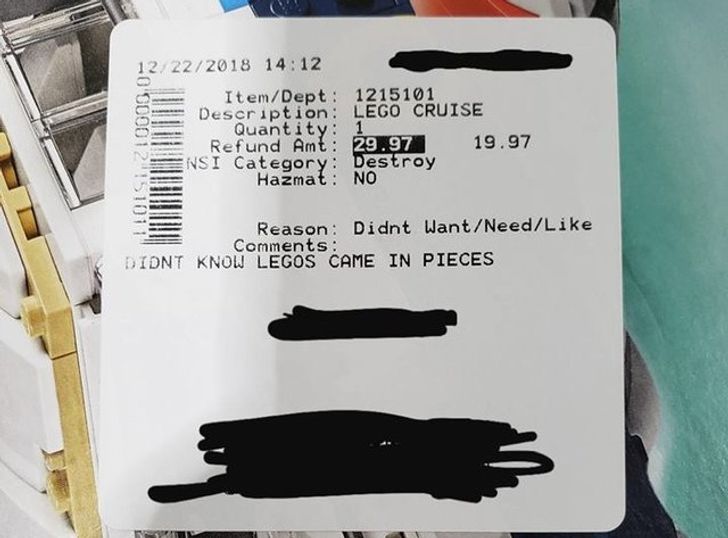 12/22/2018 14:12
Item/Dept: 1215101
Description: LEGO CRUISE
Quantity: 1
Refund Amt: 29.97 19.97
NSI Category: Destroy
Hazmat: NO
Reason: Didnt Want/Need/Like
Comments:
DIDNT KNOW LEGOS CAME IN PIECES